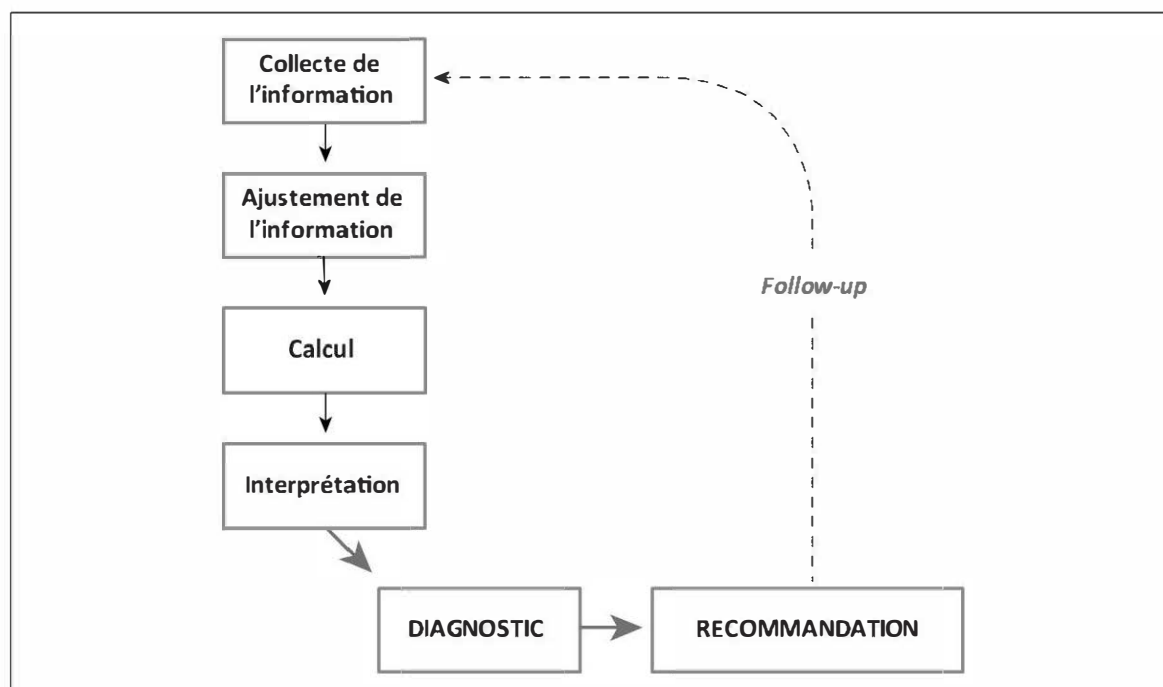 Collecte de
l'information
Ajustement de
l'information
Follow-up
Calcul
Interprétation
DIAGNOSTIC
RECOMMANDATION